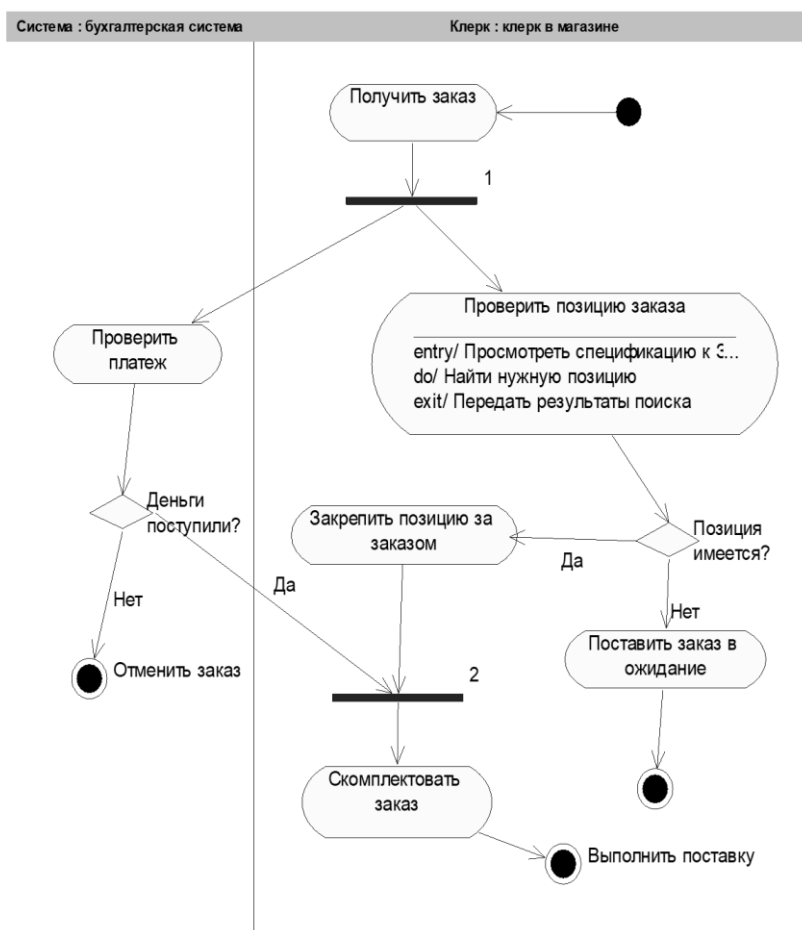 Система : бухгалтерская система
Клерк : клерк в магазине
Получить заказ
1
Проверить
платеж
Проверить позицию заказа
entry/ Просмотреть спецификацию к З...
do/ Найти нужную позицию
exit/ Передать результаты поиска
Деньги
поступили?
Закрепить позицию за
заказом
Позиция
имеется?
Да
Да
Нет
Нет
Отменить заказ
Поставить заказ в
ожидание
2
Скомплектовать
заказ
Выполнить поставку